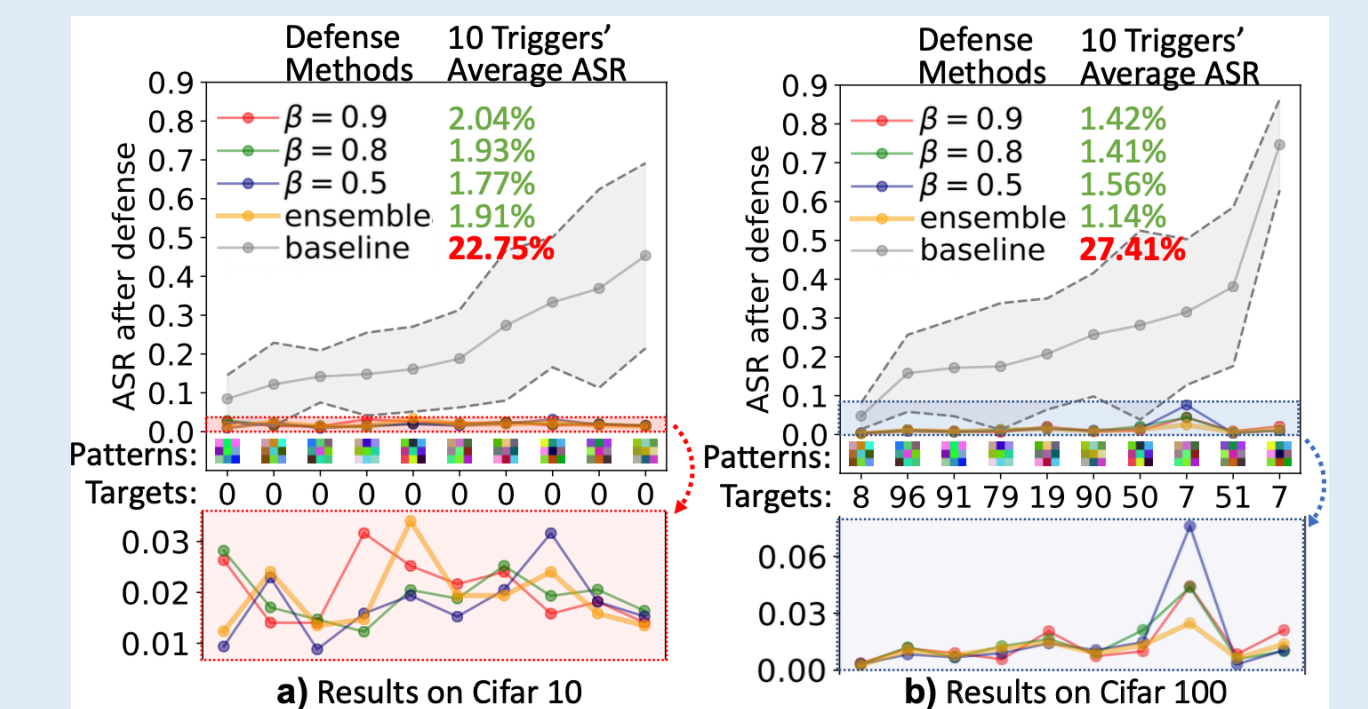 Defense Methods
10 Triggers' Average ASR
0.9
0.8
0.7
0.6
0.5
0.4
0.3
0.2
0.1
0.0
ASR after defense
β = 0.9 2.04%
β = 0.8 1.93%
β = 0.5 1.77%
ensemble 1.91%
baseline 22.75%
Patterns:
Targets: 0 0 0 0 0 0 0 0 0 0
0.03
0.02
0.01
a) Results on Cifar 10
Defense Methods
10 Triggers' Average ASR
0.9
0.8
0.7
0.6
0.5
0.4
0.3
0.2
0.1
0.0
ASR after defense
β = 0.9 1.42%
β = 0.8 1.41%
β = 0.5 1.56%
ensemble 1.14%
baseline 27.41%
Patterns:
Targets: 8 96 91 79 19 90 50 7 51 7
0.06
0.03
0.00
b) Results on Cifar 100